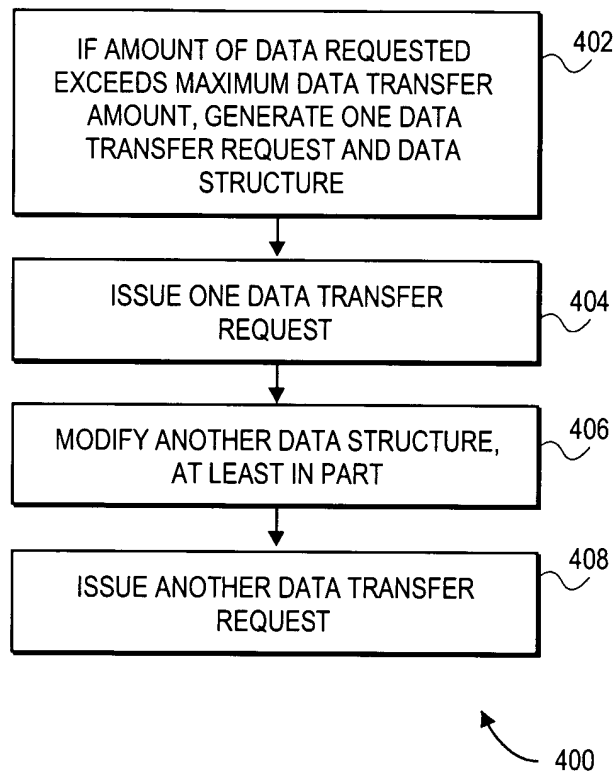 IF AMOUNT OF DATA REQUESTED
EXCEEDS MAXIMUM DATA TRANSFER
AMOUNT, GENERATE ONE DATA
TRANSFER REQUEST AND DATA
STRUCTURE
402
ISSUE ONE DATA TRANSFER
REQUEST
404
MODIFY ANOTHER DATA STRUCTURE,
AT LEAST IN PART
406
ISSUE ANOTHER DATA TRANSFER
REQUEST
408
400